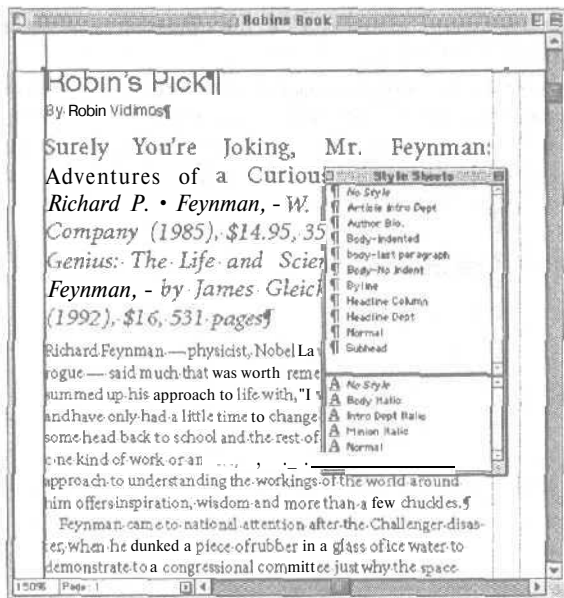 Robins Book
Robin's Pick¶
By Robin Vidimos¶
Surely You're Joking, Mr. Feynman:
Adventures of a Curiou
Richard P. • Feynman, - W.
Company (1985), $14.95, 35
Genius: The Life and Scien
Feynman, - by James Gleick
(1992), $16, 531 pages¶
Richard Feynman — physicist, Nobel La
rogue — said much that was worth reme
summed up his approach to life with, "I
and have only had a little time to change
some head back to school and the rest of
one kind of work or an
approach to understanding the workings of the world around
him offers inspiration, wisdom and more than a few chuckles.¶
Feynman came to national attention after the Challenger disas-
ter, when he dunked a piece of rubber in a glass of ice water to
demonstrate to a congressional committee just why the space
Style Sheets
¶ No Style
¶ Article Intro Dept
¶ Author Bio.
¶ Body-indented
¶ body-last paragraph
¶ Body-No Indent
¶ Byline
¶ Headline Column
¶ Headline Dept
¶ Normal
¶ Subhead
A No Style
A Body Italic
A Intro Dept Italic
A Minion Italic
A Normal
150% Page: 1